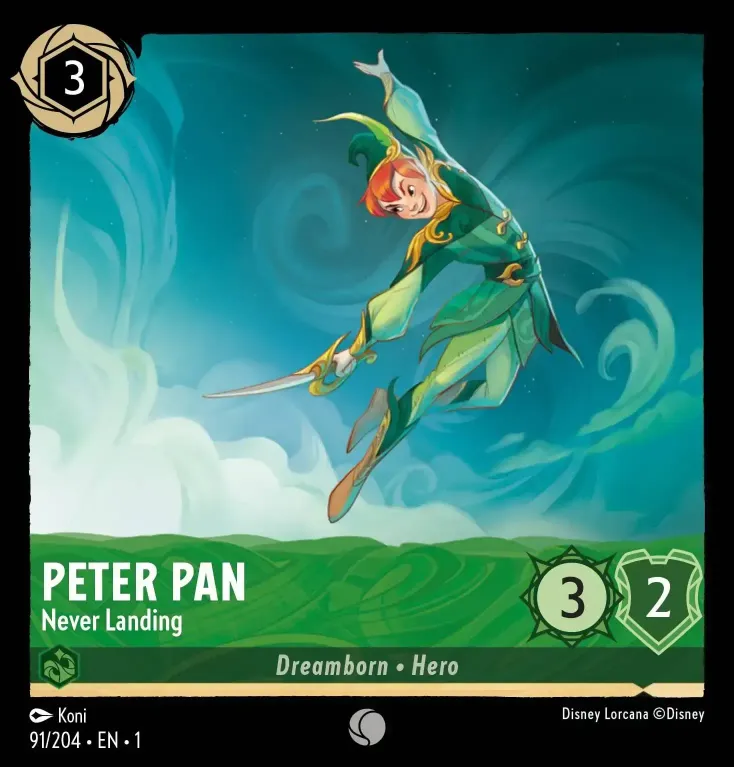 3
PETER PAN
Never Landing
3
2
Dreamborn • Hero
Koni
Disney Lorcana ©Disney
91/204 • EN • 1